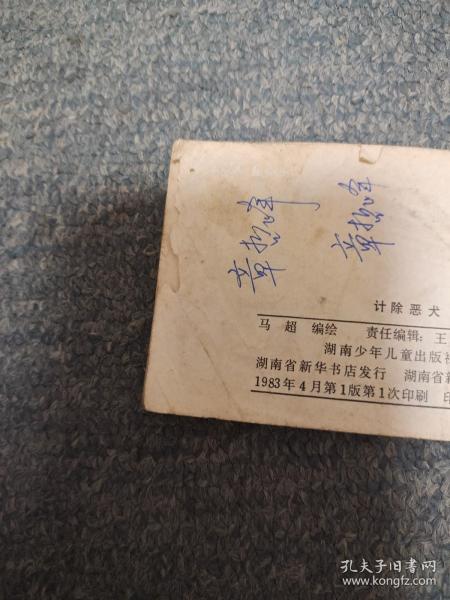 计除恶犬
马超 编绘 责任编辑:王
湖南少年儿童出版社
湖南省新华书店发行 湖南省新
1983年4月第1版第1次印刷 印
孔夫子旧书网
www.kongfz.com